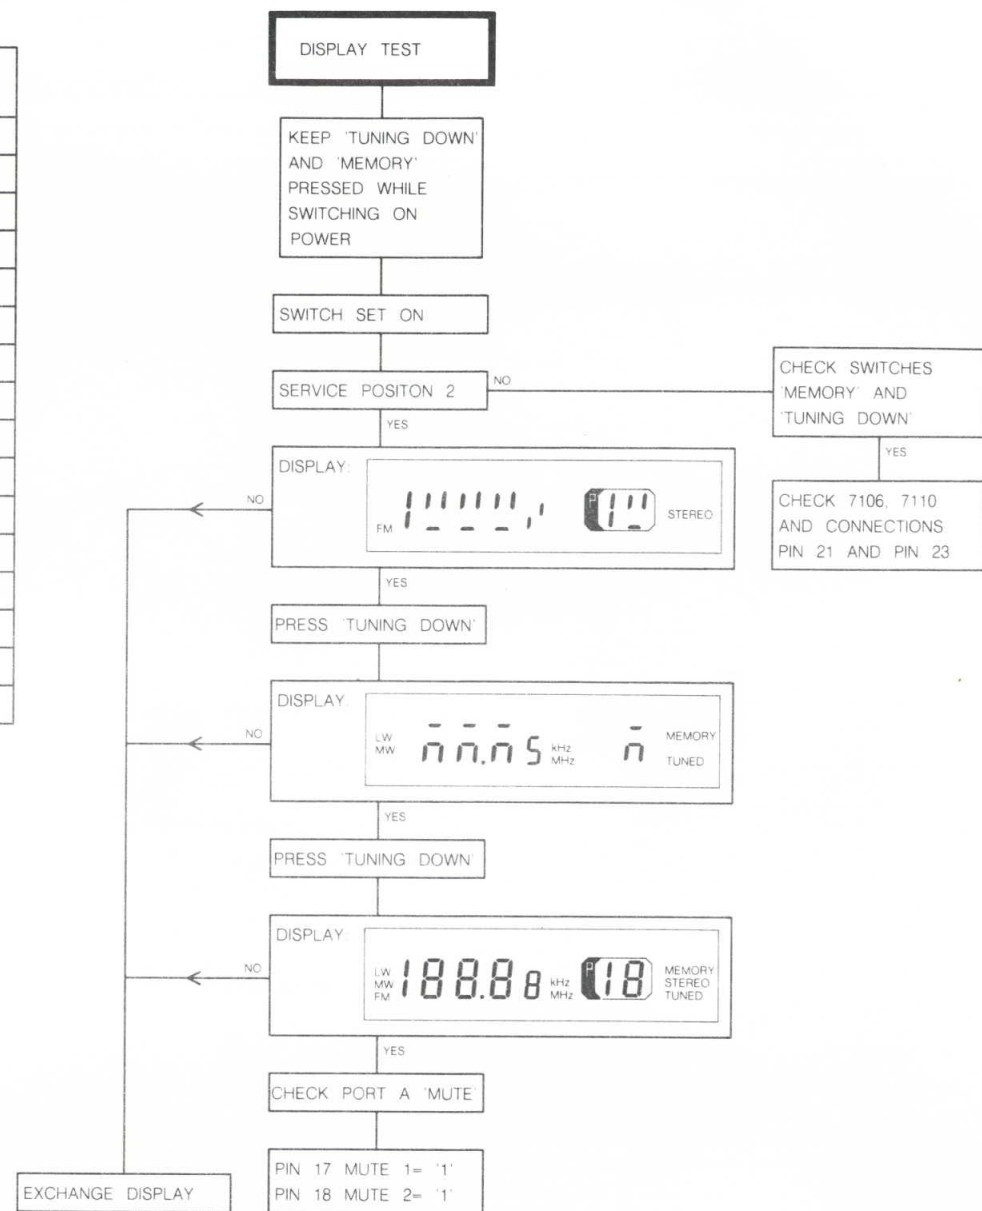 DISPLAY TEST
KEEP 'TUNING DOWN'
AND 'MEMORY'
PRESSED WHILE
SWITCHING ON
POWER
SWITCH SET ON
SERVICE POSITON 2
NO
YES
CHECK SWITCHES
'MEMORY' AND
'TUNING DOWN'
YES
CHECK 7106, 7110
AND CONNECTIONS
PIN 21 AND PIN 23
DISPLAY:
FM
P
STEREO
NO
YES
PRESS 'TUNING DOWN'
DISPLAY:
LW
MW
kHz
MHz
MEMORY
TUNED
NO
YES
PRESS 'TUNING DOWN'
DISPLAY:
LW
MW
FM
188.88
kHz
MHz
P
18
MEMORY
STEREO
TUNED
NO
YES
CHECK PORT A 'MUTE'
PIN 17 MUTE 1= '1'
PIN 18 MUTE 2= '1'
EXCHANGE DISPLAY